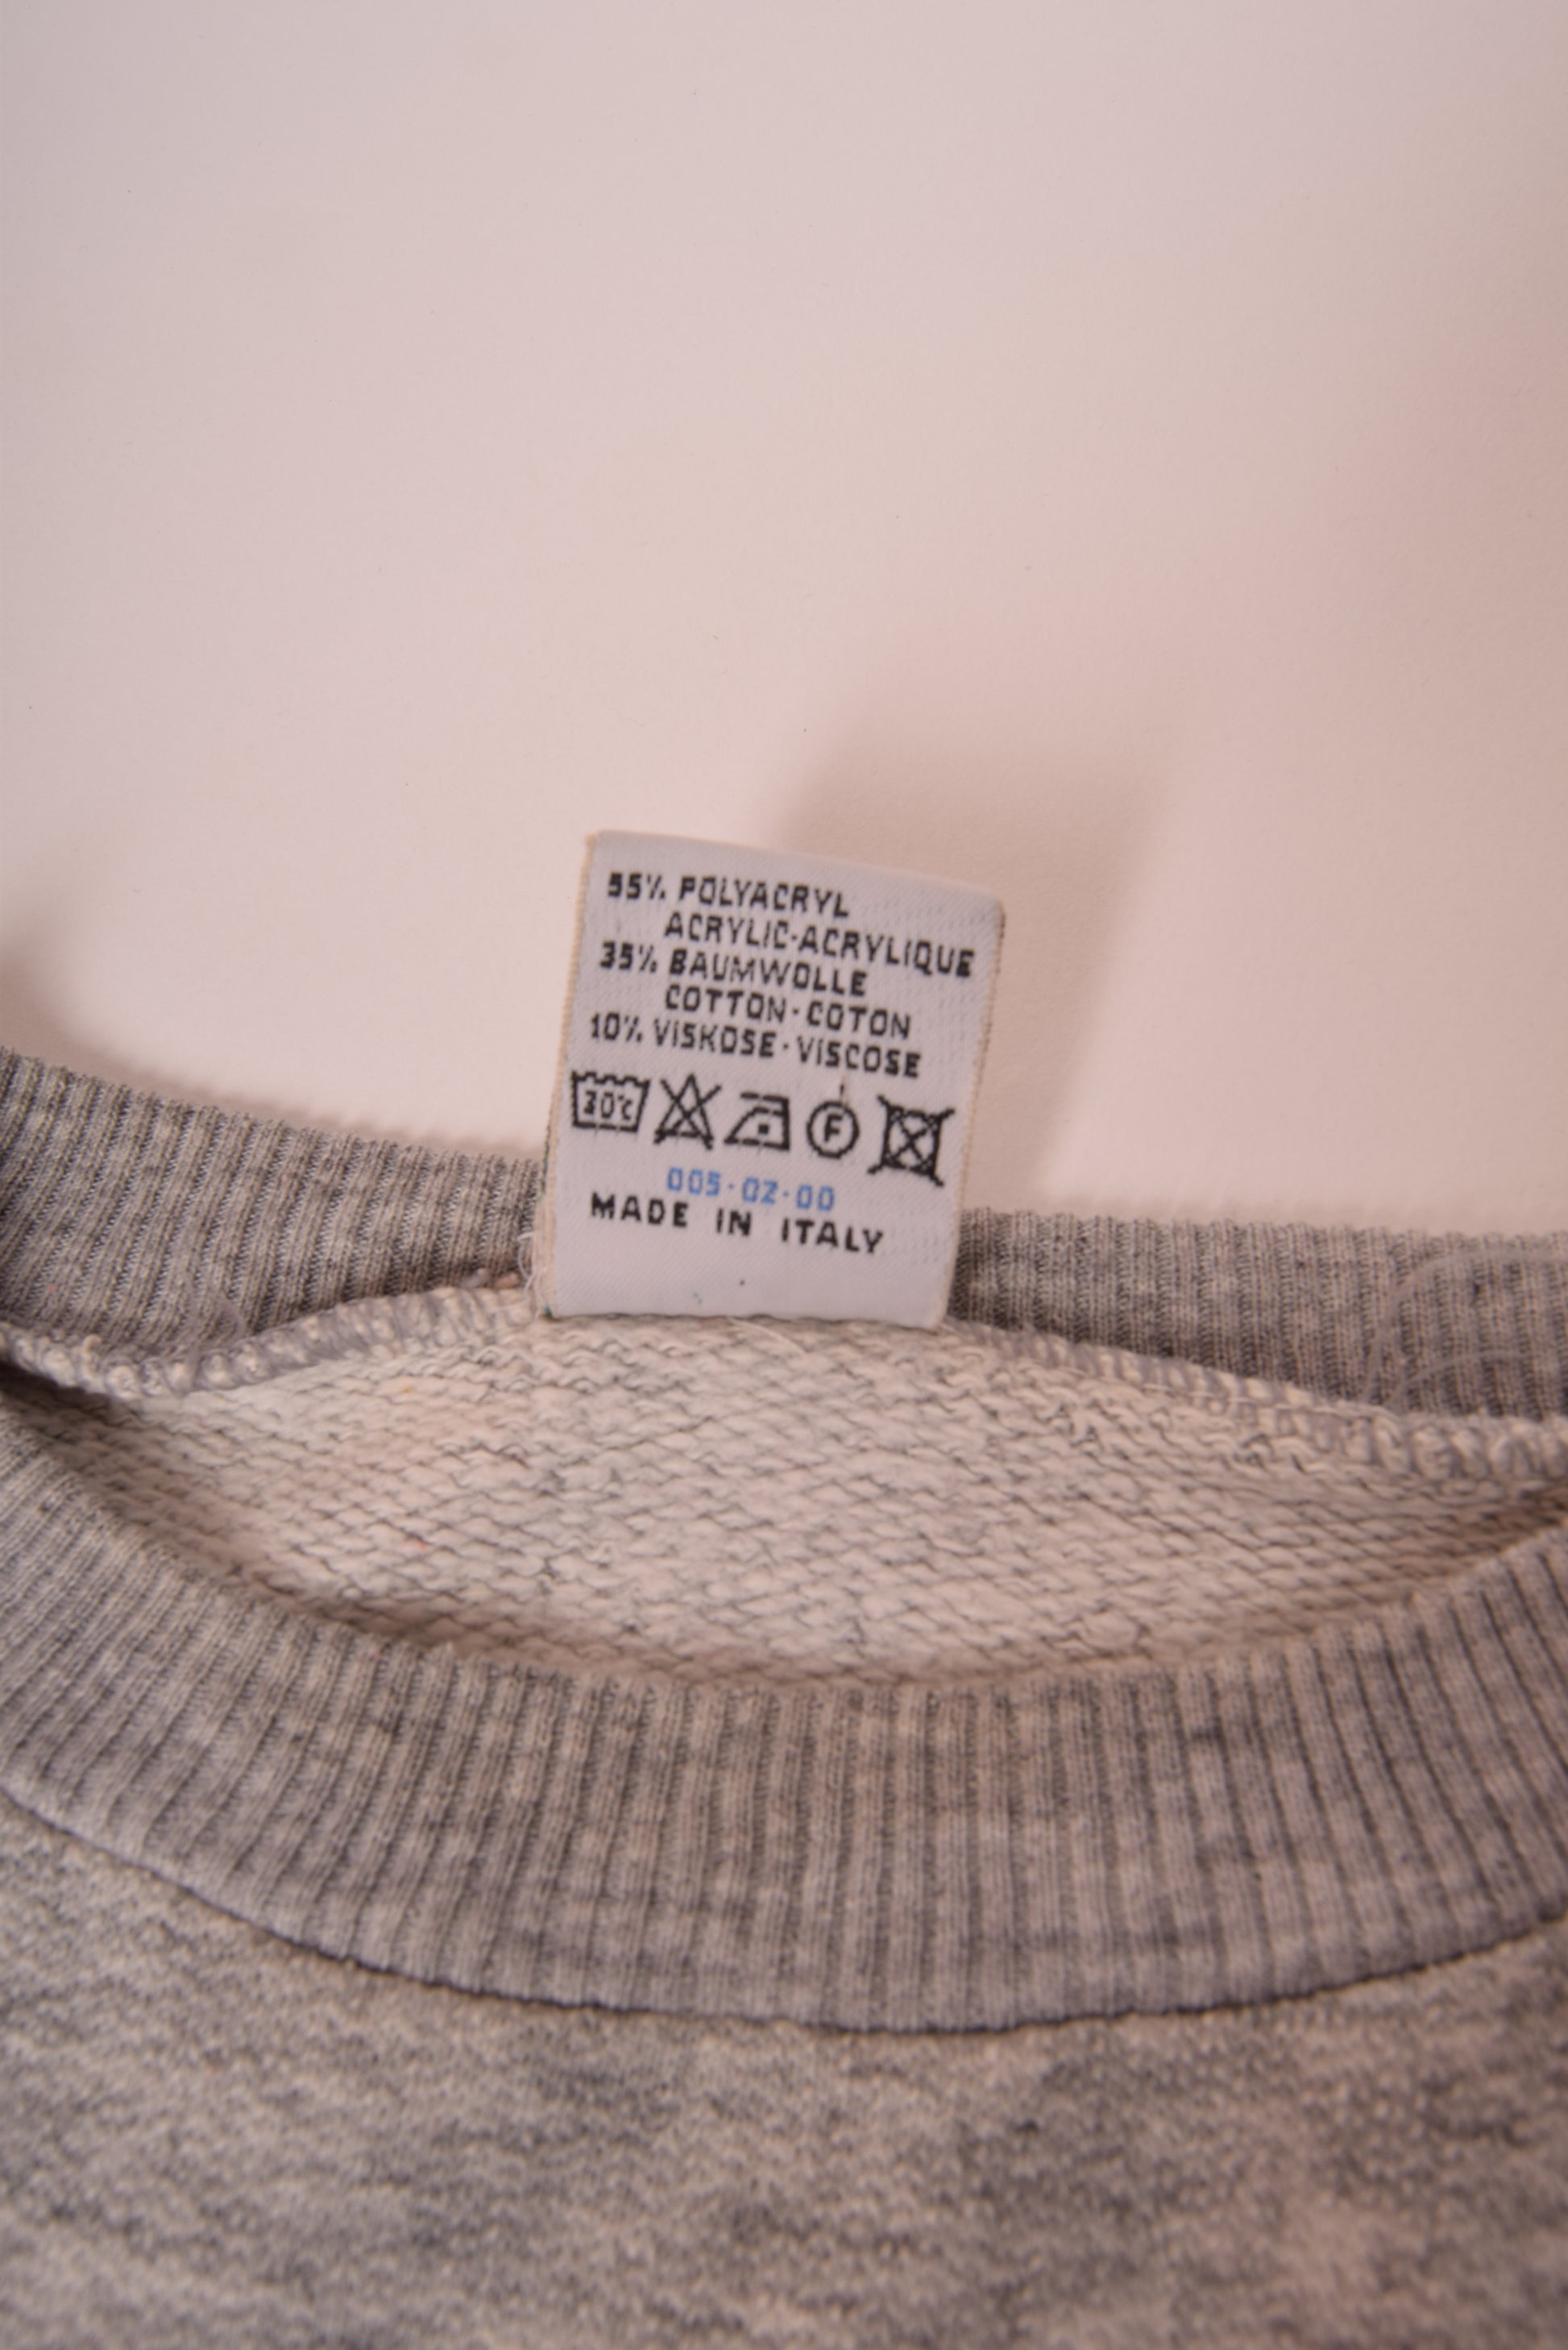 55% POLYACRYL
ACRYLIC·ACRYLIQUE
35% BAUMWOLLE
COTTON·COTON
10% VISKOSE·VISCOSE
30°C F
005·02·00
MADE IN ITALY